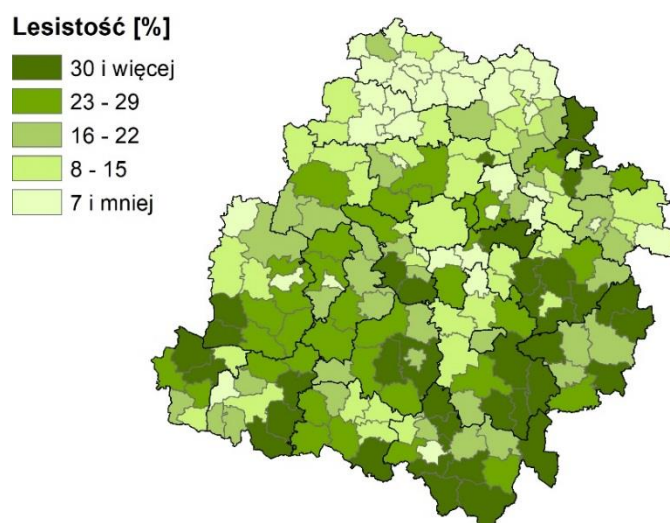 Lesistość [%]
30 i więcej
23 - 29
16 - 22
8 - 15
7 i mniej